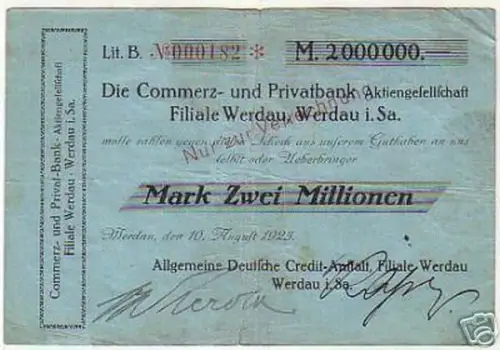 Lit. B. № 000182 * M. 2000000.—
Die Commerz- und Privatbank Aktiengesellschaft
Filiale Werdau, Werdau i. Sa.
wolle zahlen gegen diesen Scheck aus unserem Guthaben an uns
selbst oder Ueberbringer
Nur zur Verrechnung
Mark Zwei Millionen
Werdau, den 10. August 1923.
Allgemeine Deutsche Credit-Anstalt, Filiale Werdau
Werdau i. Sa.
Commerz- und Privat-Bank - Aktiengesellschaft
Filiale Werdau - Werdau i. Sa.